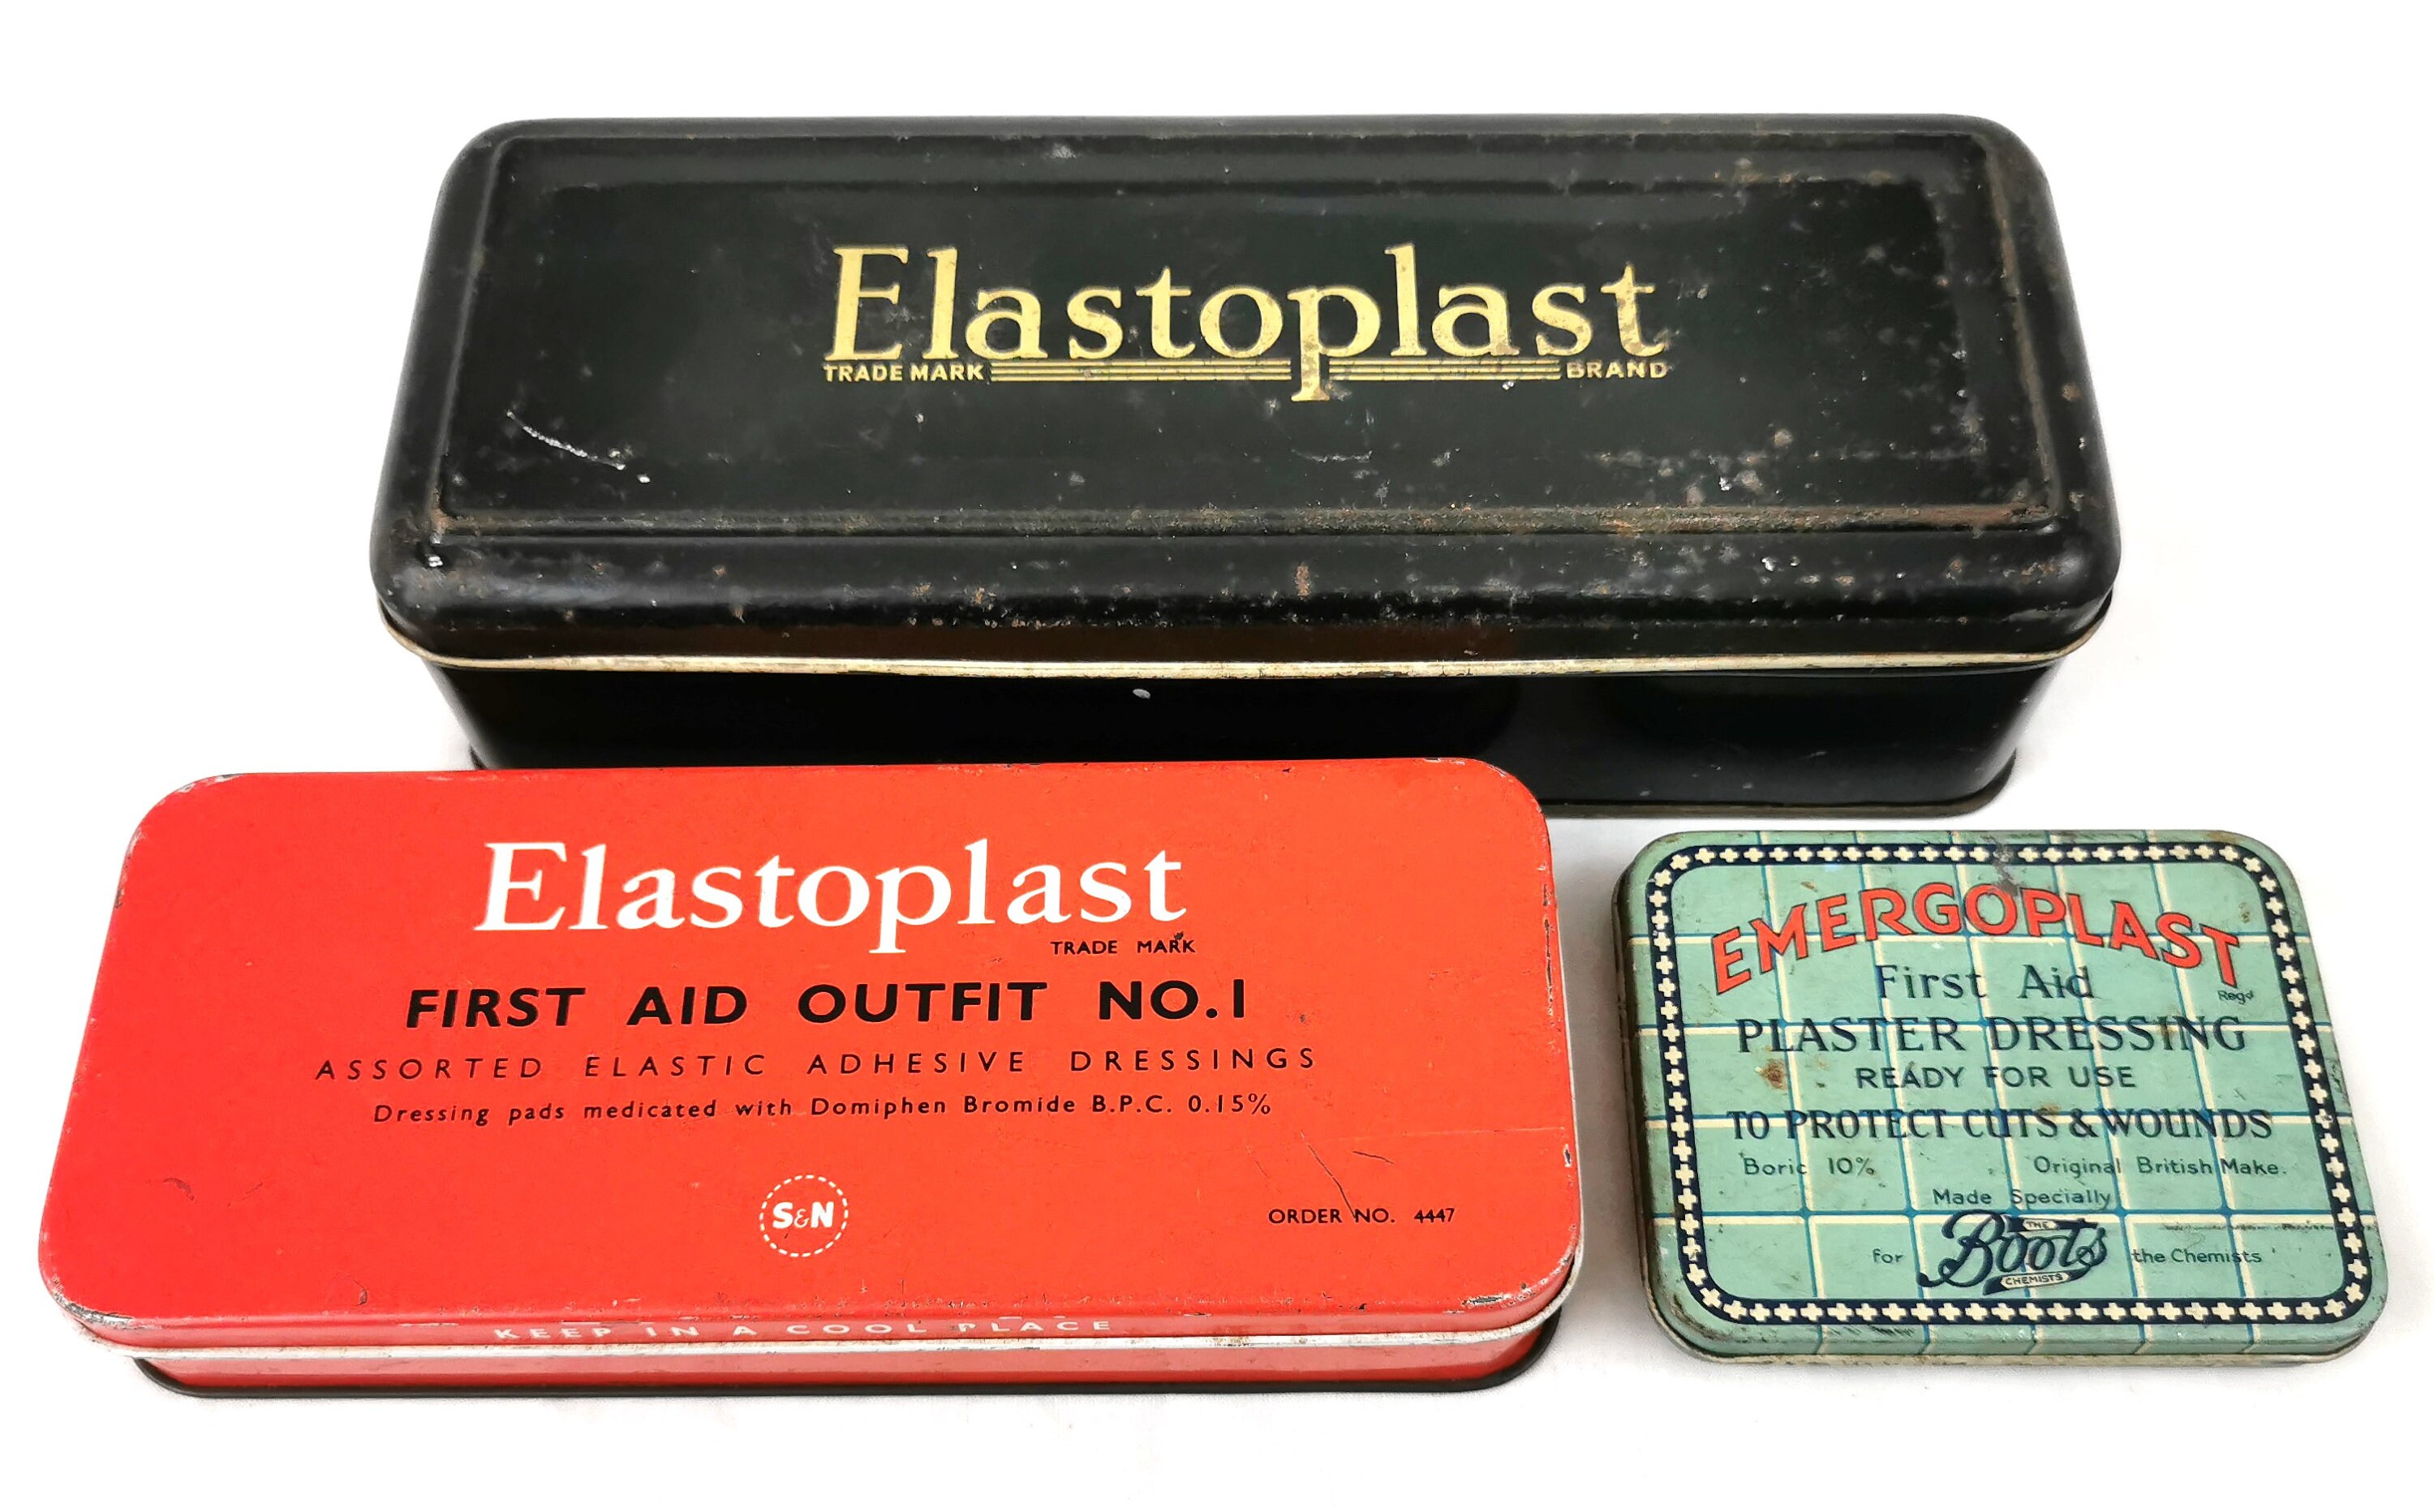 Elastoplast
TRADE MARK BRAND
Elastoplast
TRADE MARK
FIRST AID OUTFIT NO.1
ASSORTED ELASTIC ADHESIVE DRESSINGS
Dressing pads medicated with Domiphen Bromide B.P.C. 0.15%
S&N
ORDER NO. 4447
KEEP IN A COOL PLACE
EMERGOPLAST
Regd
First Aid
PLASTER DRESSING
READY FOR USE
TO PROTECT CUTS & WOUNDS
Boric 10% Original British Make.
Made Specially
for THE Boots CHEMISTS the Chemists